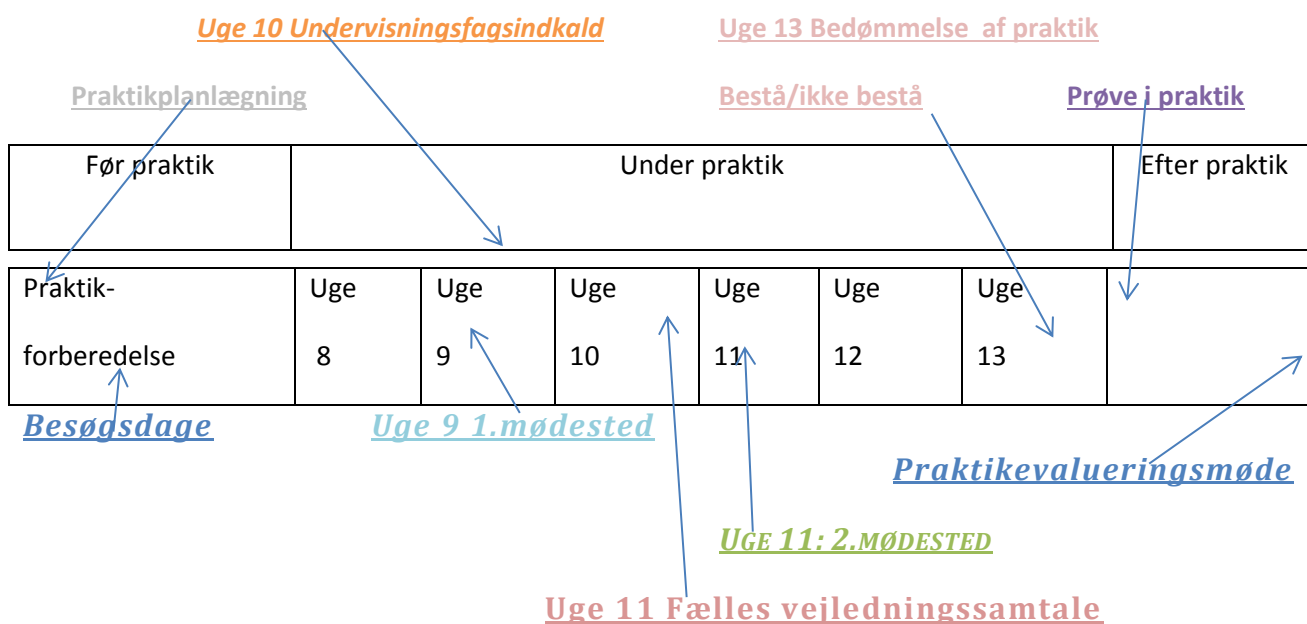 Uge 10 Undervisningsfagsindkald
Uge 13 Bedømmelse af praktik
Praktikplanlægning
Bestå/ikke bestå
Prøve i praktik
Før praktik
Under praktik
Efter praktik
Praktik-
forberedelse
Uge
8
Uge
9
Uge
10
Uge
11
Uge
12
Uge
13
Besøgsdage
Uge 9 1.mødested
Praktikevalueringsmøde
UGE 11: 2.MØDESTED
Uge 11 Fælles vejledningssamtale